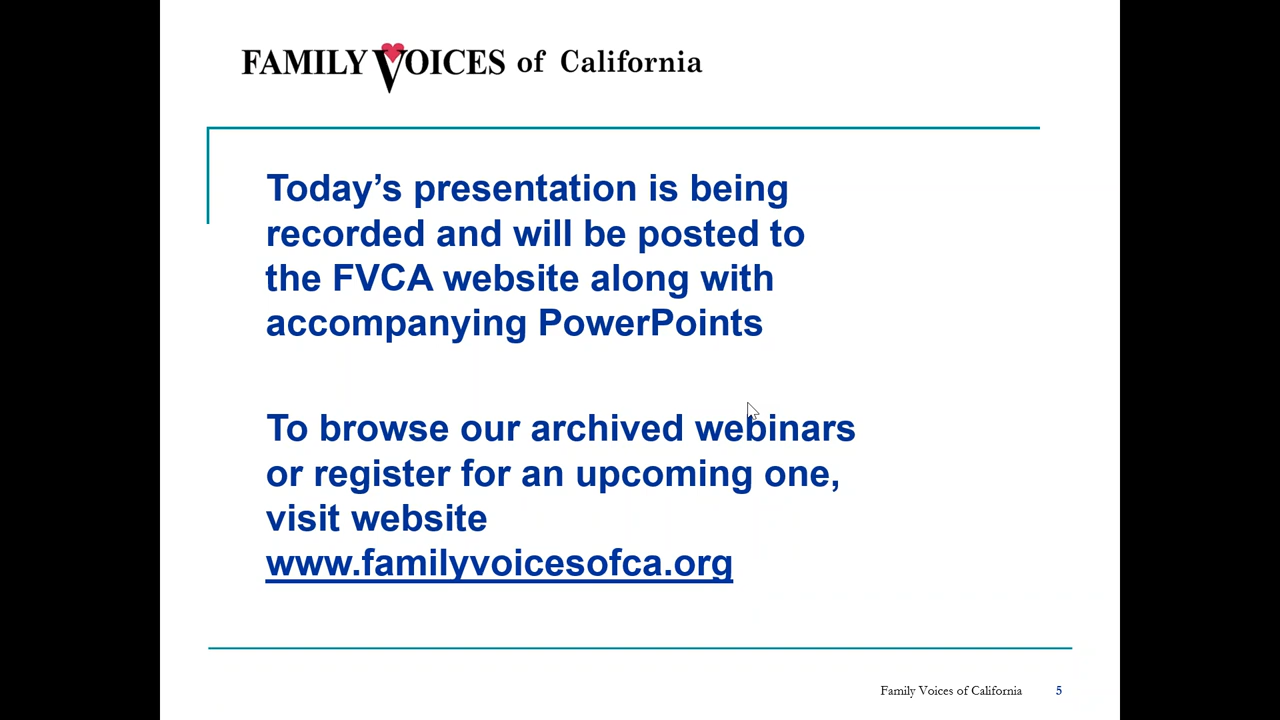 FAMILY VOICES of California
Today’s presentation is being
recorded and will be posted to
the FVCA website along with
accompanying PowerPoints
To browse our archived webinars
or register for an upcoming one,
visit website
www.familyvoicesofca.org
Family Voices of California 5